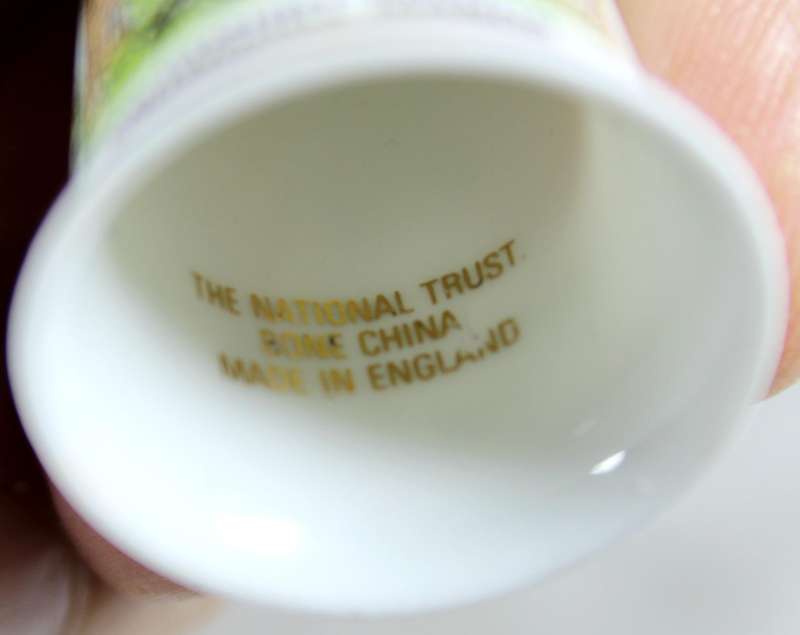 THE NATIONAL TRUST.
BONE CHINA
MADE IN ENGLAND